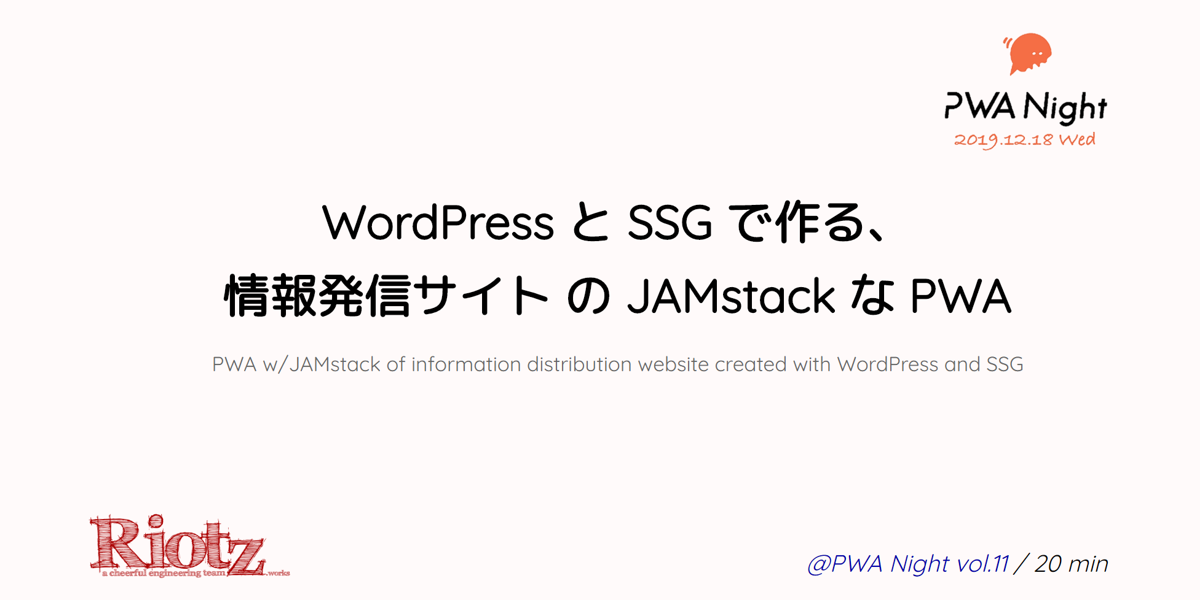 PWA Night
2019.12.18 Wed
WordPress と SSG で作る、
情報発信サイト の JAMstack な PWA
PWA w/JAMstack of information distribution website created with WordPress and SSG
Riotz
a cheerful engineering team .works
@PWA Night vol.11 / 20 min